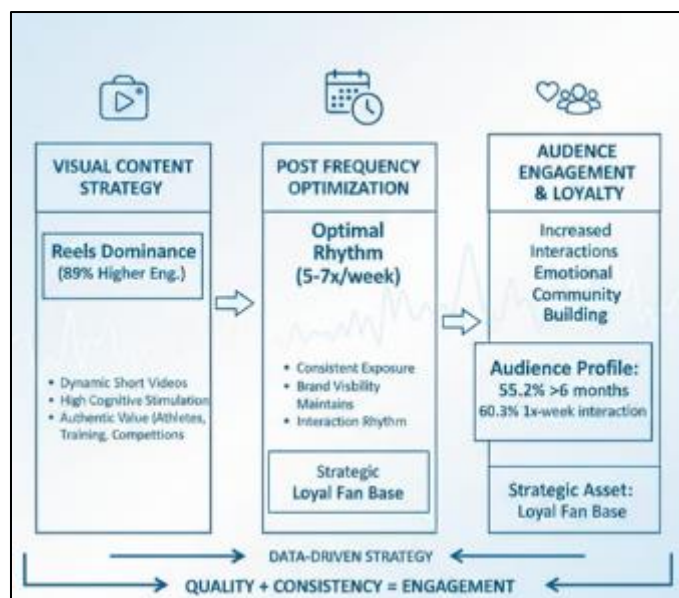 VISUAL CONTENT
STRATEGY
Reels Dominance
(89% Higher Eng.)
• Dynamic Short Videos
• High Cognitive Stimulation
• Authentic Value (Athletes,
Training, Competttions
POST FREQUENCY
OPTIMIZATION
Optimal
Rhythm
(5-7x/week)
• Consistent Exposure
• Brand Visbility
Maintains
• Interaction Rhythm
Strategic
Loyal Fan Base
AUDENCE
ENGAGEMENT
& LOYALTY
Increased
Interactions
Emotional
Community
Building
Audience Profile:
55.2% >6 months
60.3% 1x-week interaction
Strategic Asset:
Loyal Fan Base
DATA-DRIVEN STRATEGY
QUALITY + CONSISTENCY = ENGAGEMENT